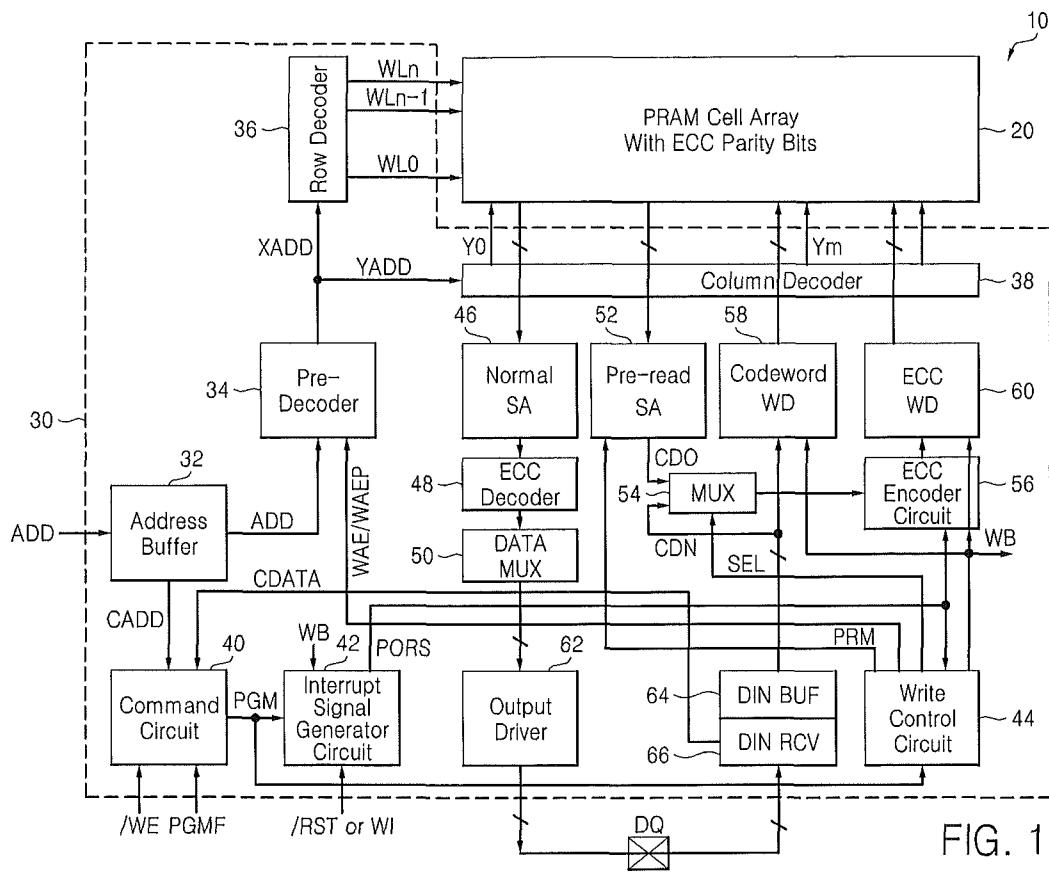 10
Row Decoder
36
WLn
WLn-1
WL0
PRAM Cell Array
With ECC Parity Bits
20
XADD
YADD
Y0
Ym
Column Decoder
38
46
52
58
34
Pre-
Decoder
Normal
SA
Pre-read
SA
Codeword
WD
ECC
WD
60
30
32
Address
Buffer
ADD
ADD
WAE/WAEP
48
ECC
Decoder
CDO
54
MUX
ECC
Encoder
Circuit
56
50
DATA
MUX
CDN
SEL
WB
CADD
CDATA
40
WB
42
PORS
62
PRM
Command
Circuit
PGM
Interrupt
Signal
Generator
Circuit
Output
Driver
64
DIN BUF
66
DIN RCV
Write
Control
Circuit
44
/WE PGMF
/RST or WI
DQ
FIG. 1